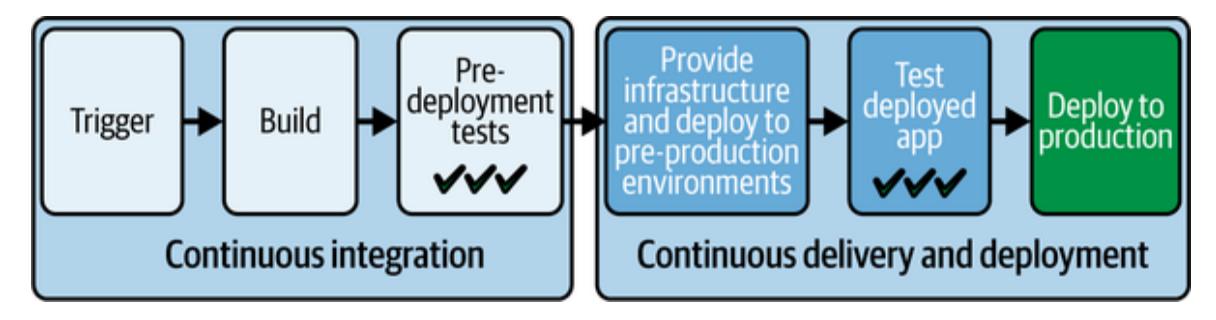 Trigger
Build
Pre-
deployment
tests
Provide
infrastructure
and deploy to
pre-production
environments
Test
deployed
app
Deploy to
production
Continuous integration
Continuous delivery and deployment